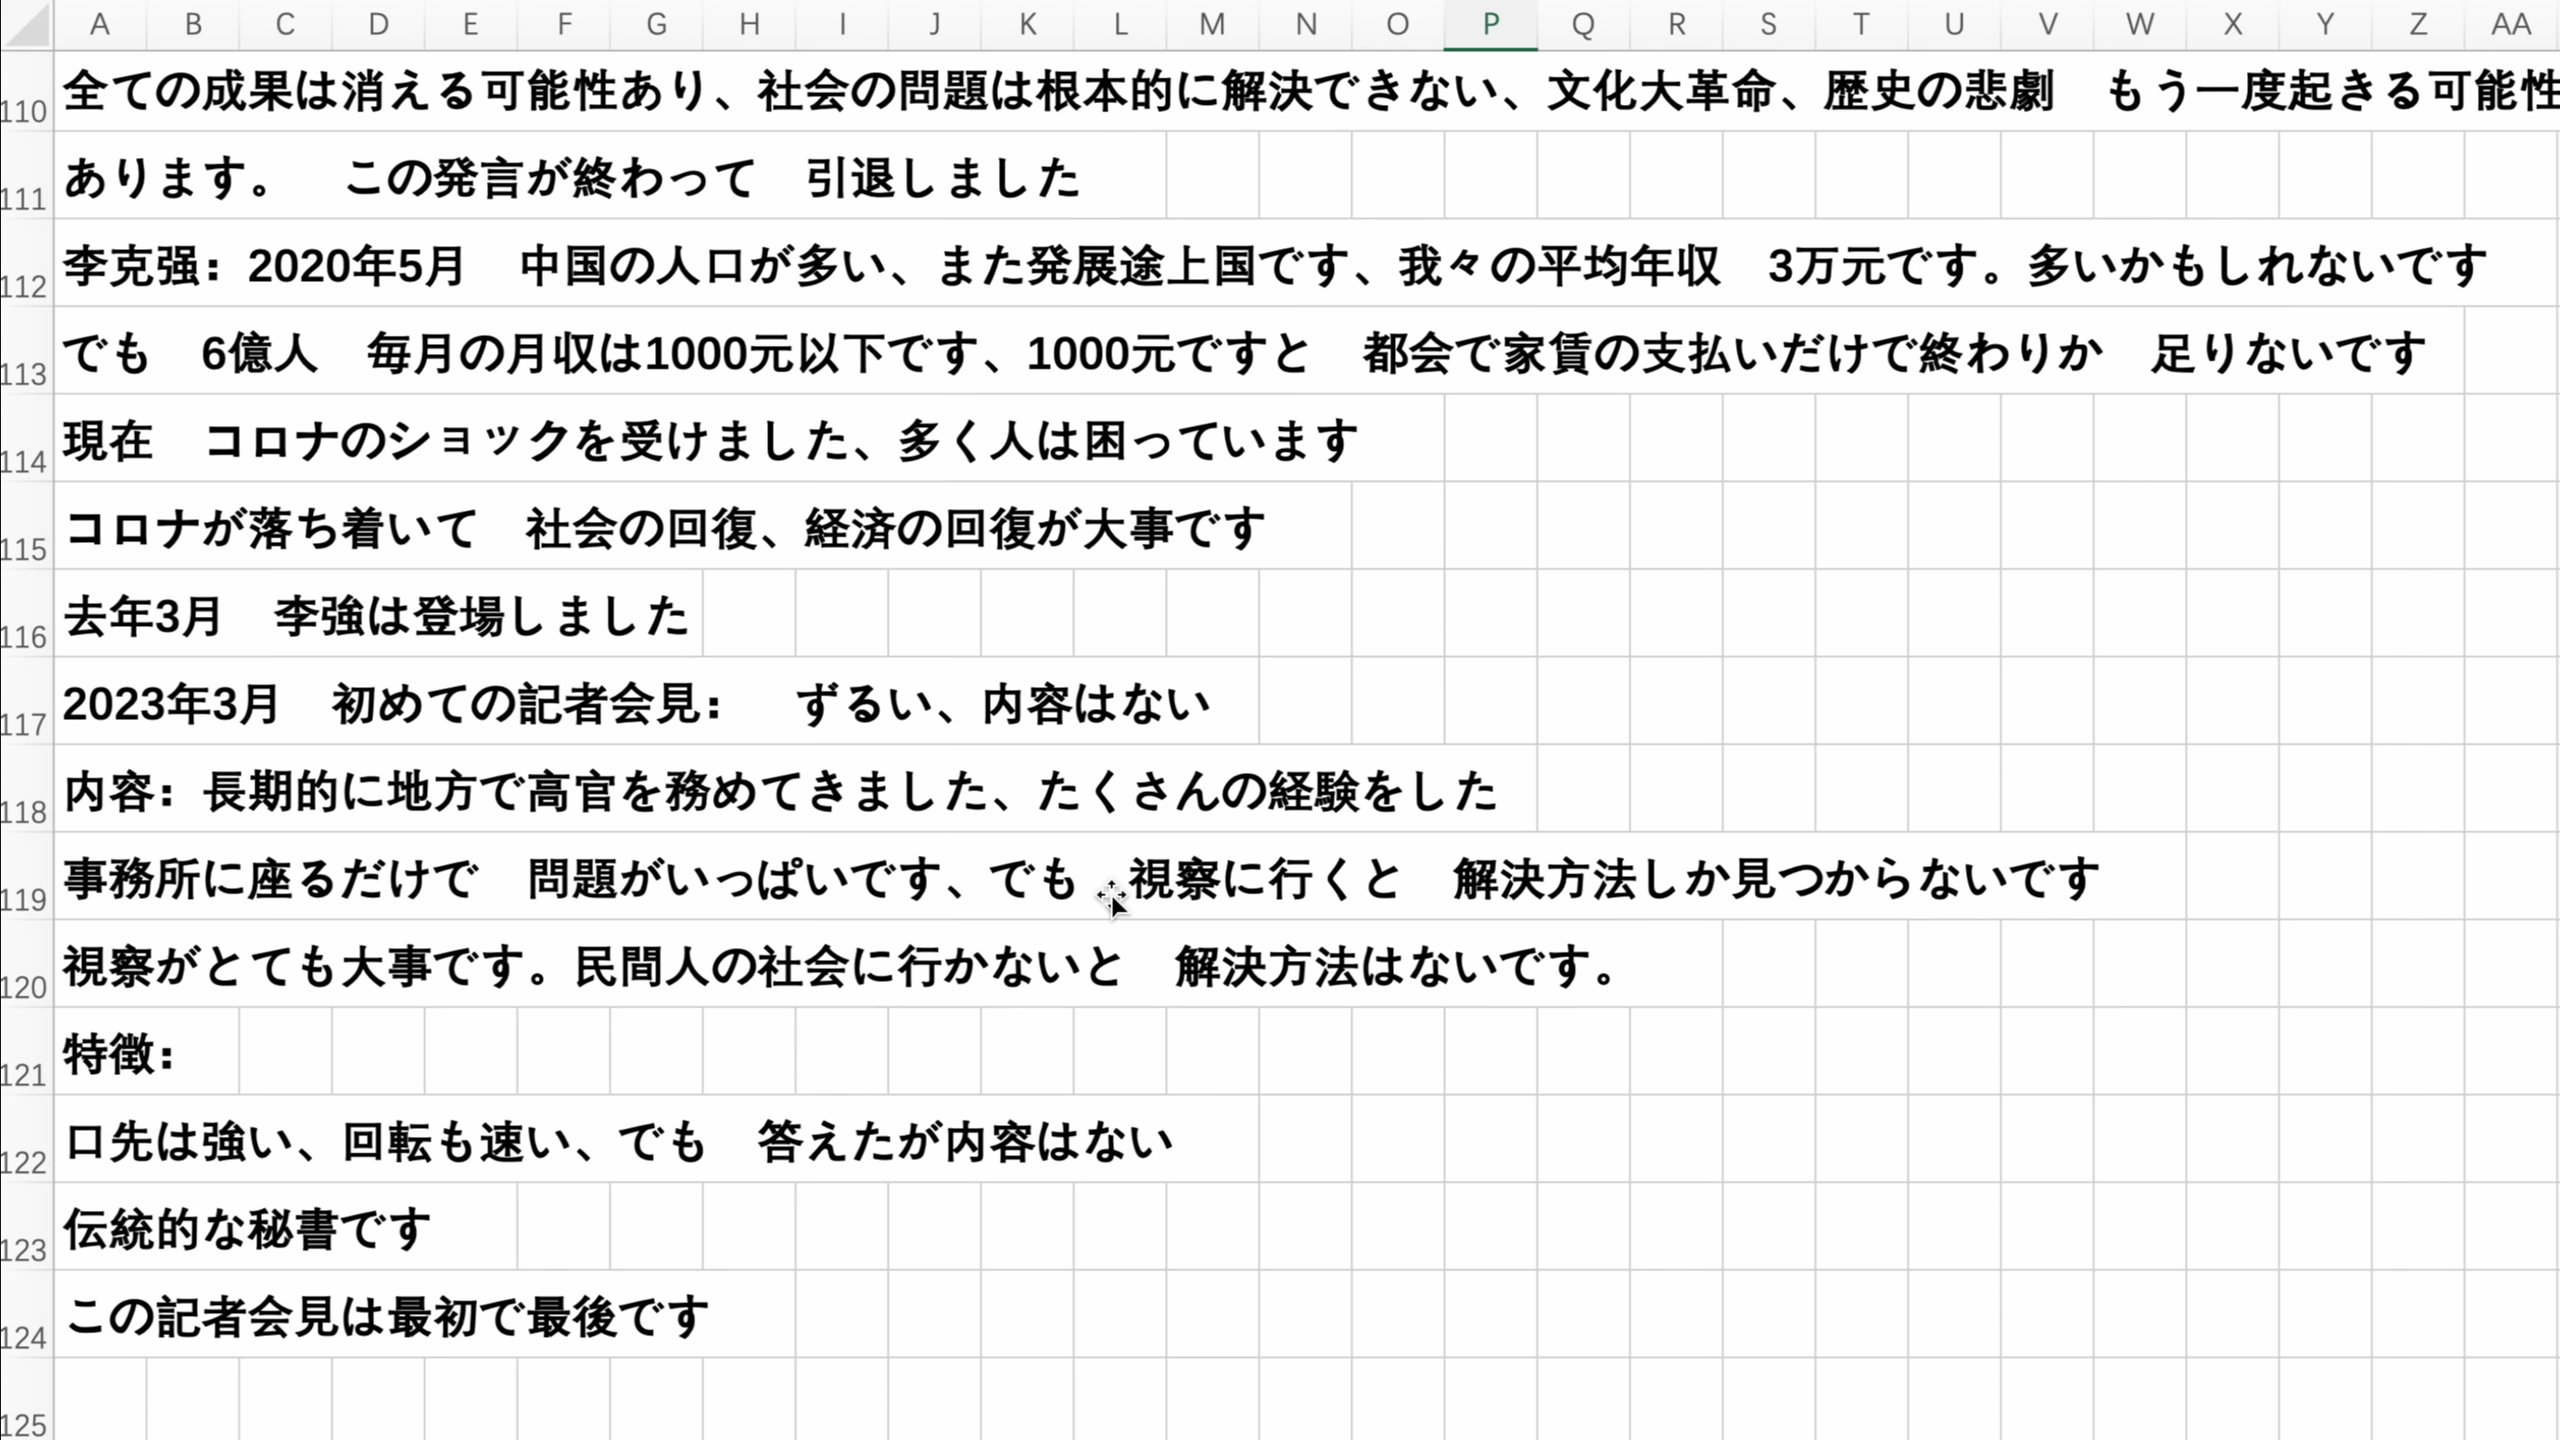 A B C D E F G H I J K L M N O P Q R S T U V W X Y Z AA
110 全ての成果は消える可能性あり、社会の問題は根本的に解決できない、文化大革命、歴史の悲劇　もう一度起きる可能性
111 あります。　この発言が終わって　引退しました
112 李克强：2020年5月　中国の人口が多い、また発展途上国です、我々の平均年収　3万元です。多いかもしれないです
113 でも　6億人　毎月の月収は1000元以下です、1000元ですと　都会で家賃の支払いだけで終わりか　足りないです
114 現在　コロナのショックを受けました、多く人は困っています
115 コロナが落ち着いて　社会の回復、経済の回復が大事です
116 去年3月　李強は登場しました
117 2023年3月　初めての記者会見：　ずるい、内容はない
118 内容：長期的に地方で高官を務めてきました、たくさんの経験をした
119 事務所に座るだけで　問題がいっぱいです、でも　視察に行くと　解決方法しか見つからないです
120 視察がとても大事です。民間人の社会に行かないと　解決方法はないです。
121 特徴：
122 口先は強い、回転も速い、でも　答えたが内容はない
123 伝統的な秘書です
124 この記者会見は最初で最後です
125